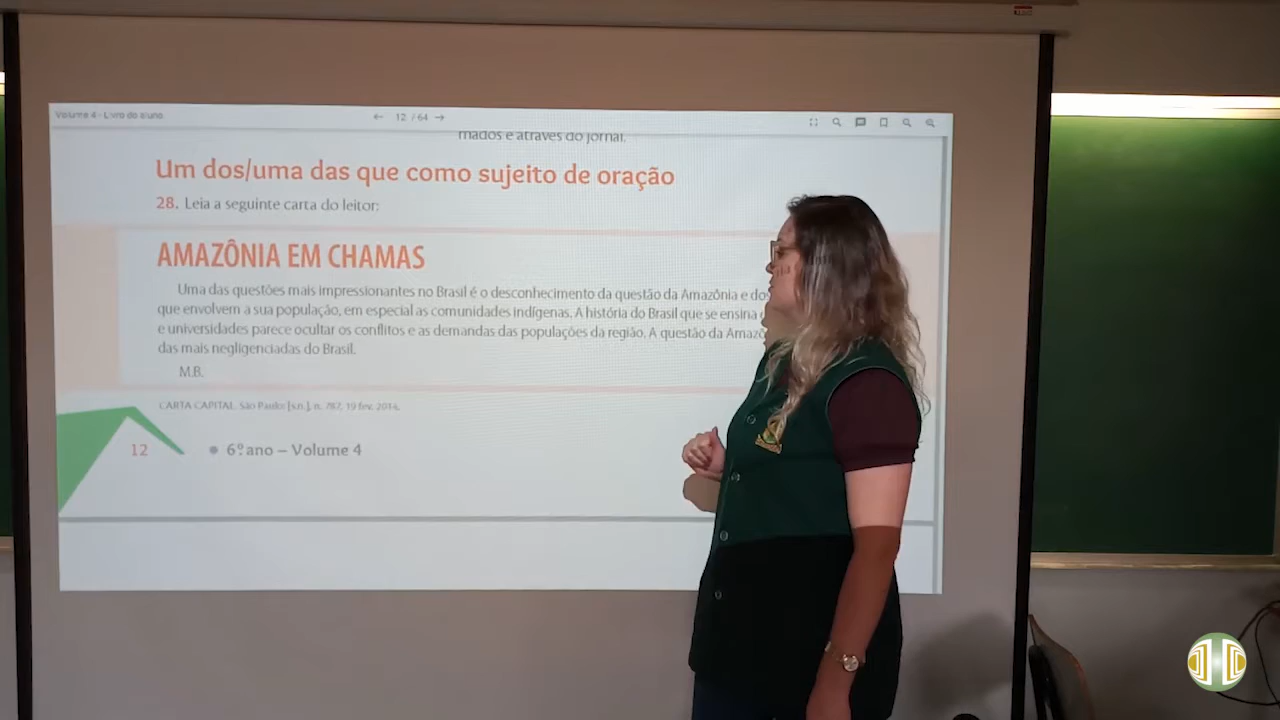 Volume 4 - Livro do aluno
12 / 64
mados e através do jornal.
Um dos/uma das que como sujeito de oração
28. Leia a seguinte carta do leitor:
AMAZÔNIA EM CHAMAS
Uma das questões mais impressionantes no Brasil é o desconhecimento da questão da Amazônia e dos
que envolvem a sua população, em especial as comunidades indígenas. A história do Brasil que se ensina
e universidades parece ocultar os conflitos e as demandas das populações da região. A questão da Amazô
das mais negligenciadas do Brasil.
M.B.
CARTA CAPITAL. São Paulo: [s.n.], n. 787, 19 fev. 2014.
12
6º. ano – Volume 4